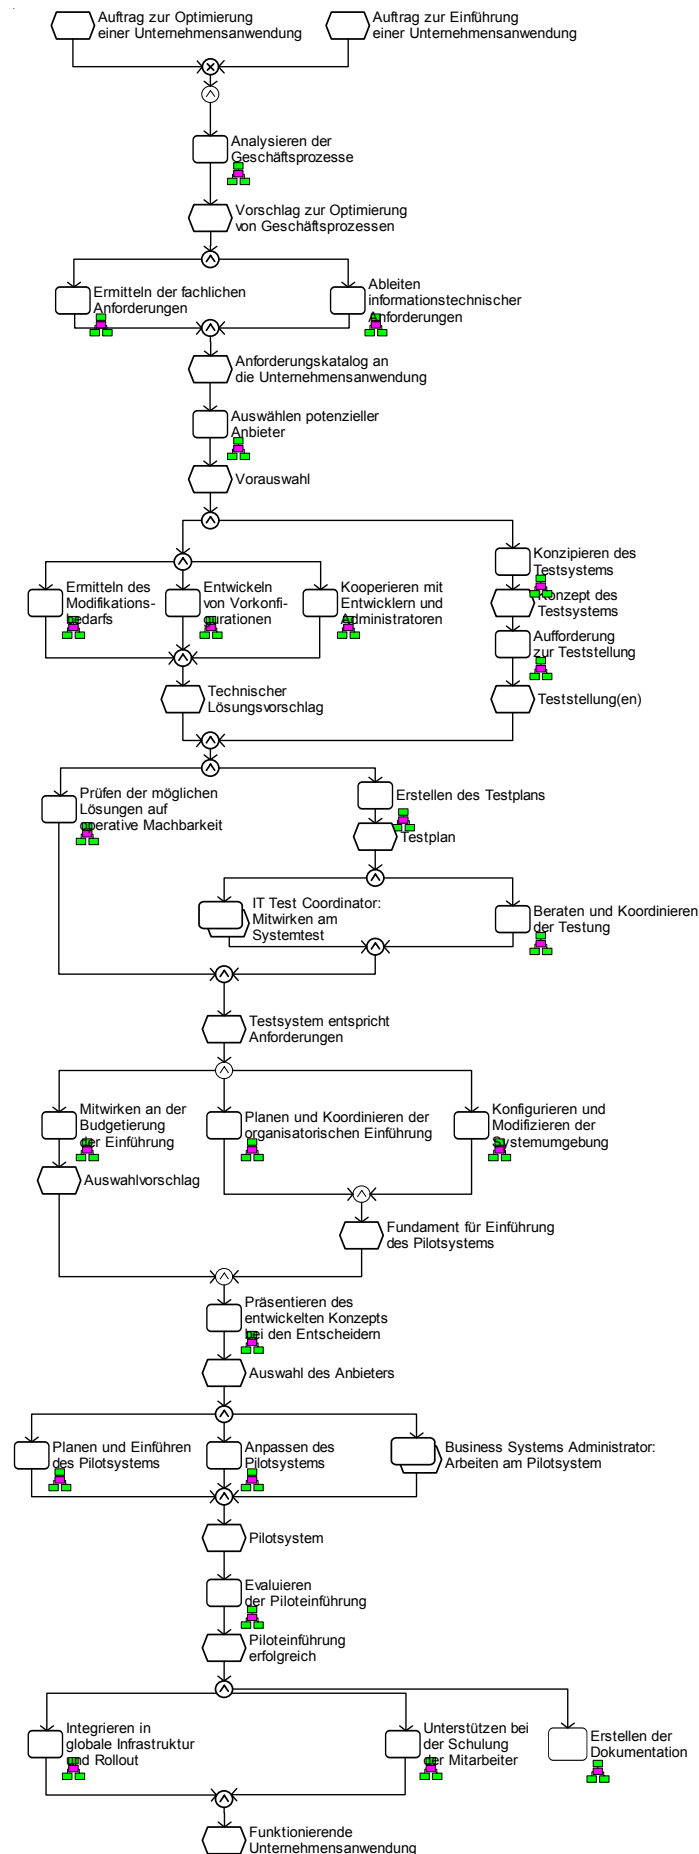 Auftrag zur Optimierung
einer Unternehmensanwendung
Auftrag zur Einführung
einer Unternehmensanwendung
Analysieren der
Geschäftsprozesse
Vorschlag zur Optimierung
von Geschäftsprozessen
Ermitteln der fachlichen
Anforderungen
Ableiten
informationstechnischer
Anforderungen
Anforderungskatalog an
die Unternehmensanwendung
Auswählen potenzieller
Anbieter
Vorauswahl
Ermitteln des
Modifikations-
bedarfs
Entwickeln
von Vorkonfi-
gurationen
Kooperieren mit
Entwicklern und
Administratoren
Konzipieren des
Testsystems
Konzept des
Testsystems
Aufforderung
zur Teststellung
Technischer
Lösungsvorschlag
Teststellung(en)
Prüfen der möglichen
Lösungen auf
operative Machbarkeit
Erstellen des Testplans
Testplan
IT Test Coordinator:
Mitwirken am
Systemtest
Beraten und Koordinieren
der Testung
Testsystem entspricht
Anforderungen
Mitwirken an der
Budgetierung
der Einführung
Planen und Koordinieren der
organisatorischen Einführung
Konfigurieren und
Modifizieren der
Systemumgebung
Auswahlvorschlag
Fundament für Einführung
des Pilotsystems
Präsentieren des
entwickelten Konzepts
bei den Entscheidern
Auswahl des Anbieters
Planen und Einführen
des Pilotsystems
Anpassen des
Pilotsystems
Business Systems Administrator:
Arbeiten am Pilotsystem
Pilotsystem
Evaluieren
der Piloteinführung
Piloteinführung
erfolgreich
Integrieren in
globale Infrastruktur
und Rollout
Unterstützen bei
der Schulung
der Mitarbeiter
Erstellen der
Dokumentation
Funktionierende
Unternehmensanwendung